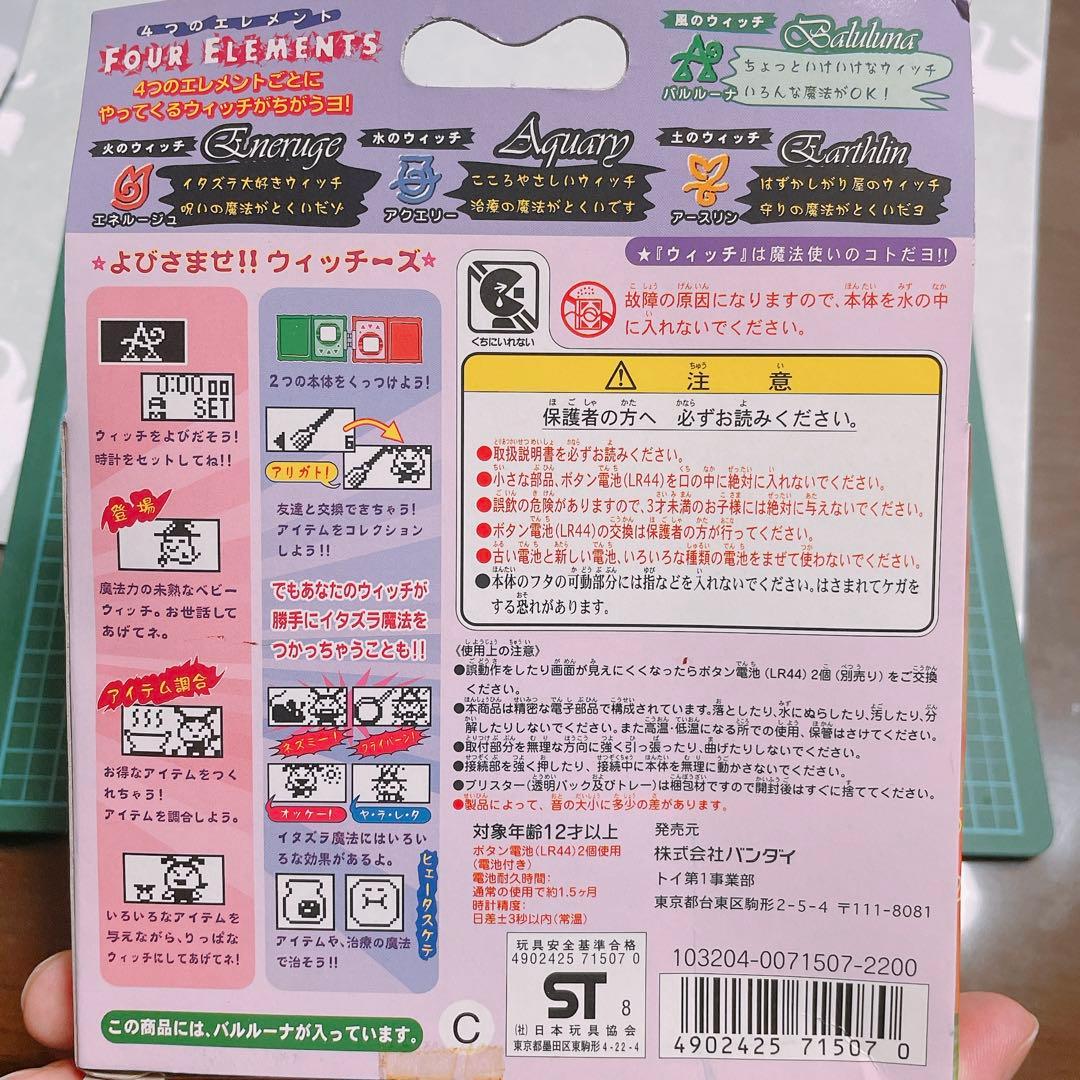 4つのエレメント
FOUR ELEMENTS
4つのエレメントごとに
やってくるウィッチがちがうヨ!
風のウィッチ
Baluluna
バルルーナ
ちょっといけいけなウィッチ
いろんな魔法がOK!
火のウィッチ
Eneruge
エネルージュ
イタズラ大好きウィッチ
呪いの魔法がとくいだゾ
水のウィッチ
Aquary
アクエリー
こころやさしいウィッチ
治療の魔法がとくいです
土のウィッチ
Earthlin
アースリン
はずかしがり屋のウィッチ
守りの魔法がとくいだヨ
★『ウィッチ』は魔法使いのコトだヨ!!
☆よびさませ!! ウィッチーズ☆
0:00 00
SET
ウィッチをよびだそう!
時計をセットしてね!!
登場
魔法力の未熟なベビー
ウィッチ。お世話して
あげてネ。
アイテム調合
お得なアイテムをつく
れちゃう!
アイテムを調合しよう。
いろいろなアイテムを
与えながら、りっぱな
ウィッチにしてあげてネ!
2つの本体をくっつけよう!
アリガト!
友達と交換できちゃう!
アイテムをコレクション
しよう!!
でもあなたのウィッチが
勝手にイタズラ魔法を
つかっちゃうことも!!
ネズミー!
フライパーン!
オッケー!
ヤ・ラ・レ・タ
イタズラ魔法にはいろい
ろな効果があるよ。
ヒェータスケテ
アイテムや、治療の魔法
で治そう!!
この商品には、バルルーナが入っています。
くちにいれない
故障の原因になりますので、本体を水の中
に入れないでください。
注意
保護者の方へ 必ずお読みください。
●取扱説明書を必ずお読みください。
●小さな部品、ボタン電池(LR44)を口の中に絶対に入れないでください。
●誤飲の危険がありますので、3才未満のお子様には絶対に与えないでください。
●ボタン電池(LR44)の交換は保護者の方が行ってください。
●古い電池と新しい電池、いろいろな種類の電池をまぜて使わないでください。
●本体のフタの可動部分には指などを入れないでください。はさまれてケガを
する恐れがあります。
《使用上の注意》
●誤動作をしたり画面が見えにくくなったらボタン電池(LR44)2個(別売り)をご交換
ください。
●本商品は精密な電子部品で構成されています。落としたり、水にぬらしたり、汚したり、分
解したりしないでください。また高温・低温になる所での使用、保管はさけてください。
●取付部分を無理な方向に強く引っ張ったり、曲げたりしないでください。
●接続部を強く押したり、接続中に本体を無理に動かさないでください。
●ブリスター(透明パック及びトレー)は梱包材ですので開封後はすぐに捨ててください。
●製品によって、音の大小に多少の差があります。
対象年齢12才以上
ボタン電池(LR44)2個使用
(電池付き)
電池耐久時間:
通常の使用で約1.5ヶ月
時計精度:
日差±3秒以内(常温)
発売元
株式会社バンダイ
トイ第1事業部
東京都台東区駒形2-5-4 〒111-8081
C
玩具安全基準合格
4902425 71507 0
ST 8
(社)日本玩具協会
東京都墨田区東駒形4-22-4
103204-0071507-2200
4902425 71507 0